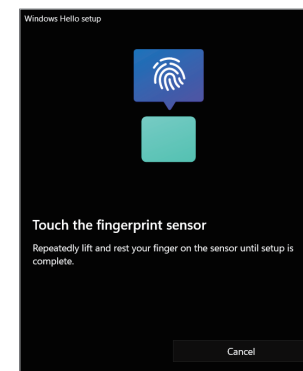 Windows Hello setup
Touch the fingerprint sensor
Repeatedly lift and rest your finger on the sensor until setup is
complete.
Cancel